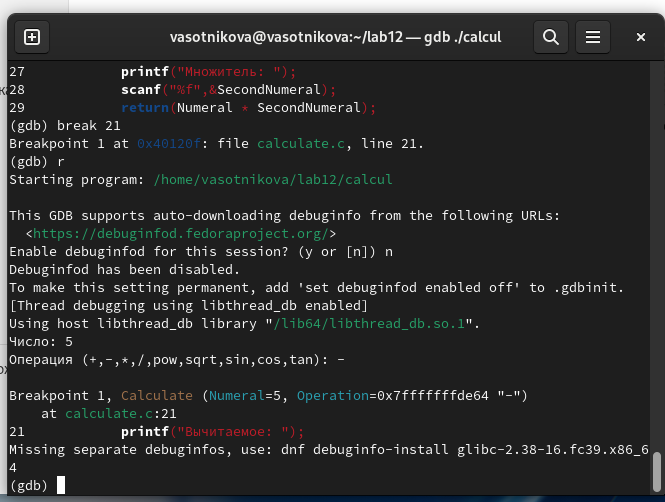 vasotnikova@vasotnikova:~/lab12 — gdb ./calcul
27 printf("Множитель: ");
28 scanf("%f",&SecondNumeral);
29 return(Numeral * SecondNumeral);
(gdb) break 21
Breakpoint 1 at 0x40120f: file calculate.c, line 21.
(gdb) r
Starting program: /home/vasotnikova/lab12/calcul
This GDB supports auto-downloading debuginfo from the following URLs:
<https://debuginfod.fedoraproject.org/>
Enable debuginfod for this session? (y or [n]) n
Debuginfod has been disabled.
To make this setting permanent, add 'set debuginfod enabled off' to .gdbinit.
[Thread debugging using libthread_db enabled]
Using host libthread_db library "/lib64/libthread_db.so.1".
Число: 5
Операция (+,-,*,/,pow,sqrt,sin,cos,tan): -
Breakpoint 1, Calculate (Numeral=5, Operation=0x7fffffffde64 "-")
at calculate.c:21
21 printf("Вычитаемое: ");
Missing separate debuginfos, use: dnf debuginfo-install glibc-2.38-16.fc39.x86_6
4
(gdb)